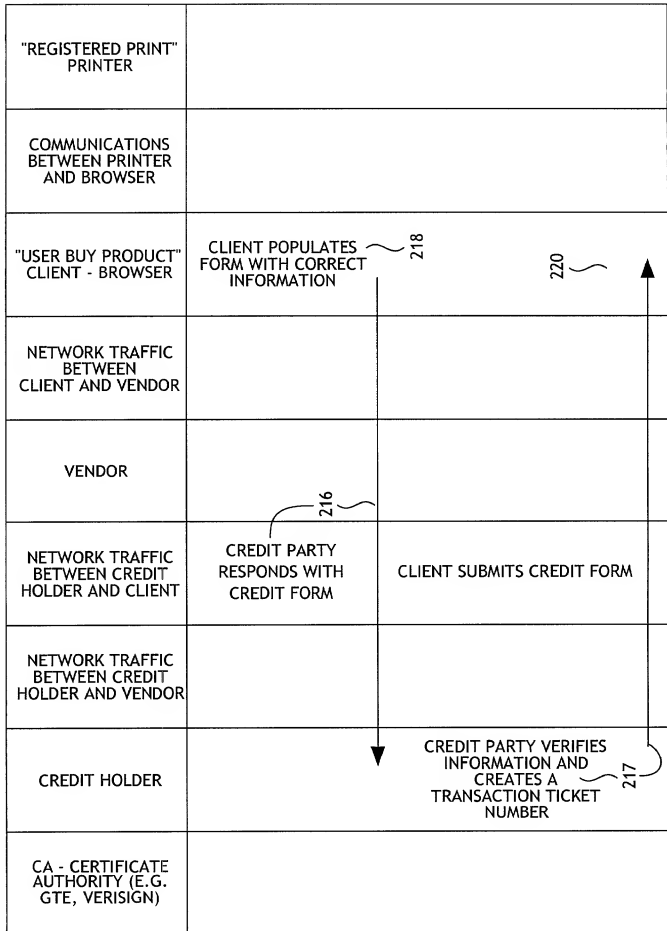 "REGISTERED PRINT"
PRINTER
COMMUNICATIONS
BETWEEN PRINTER
AND BROWSER
"USER BUY PRODUCT"
CLIENT - BROWSER
CLIENT POPULATES
FORM WITH CORRECT
INFORMATION
218
220
NETWORK TRAFFIC
BETWEEN
CLIENT AND VENDOR
VENDOR
216
NETWORK TRAFFIC
BETWEEN CREDIT
HOLDER AND CLIENT
CREDIT PARTY
RESPONDS WITH
CREDIT FORM
CLIENT SUBMITS CREDIT FORM
NETWORK TRAFFIC
BETWEEN CREDIT
HOLDER AND VENDOR
CREDIT HOLDER
CREDIT PARTY VERIFIES
INFORMATION AND
CREATES A
TRANSACTION TICKET
NUMBER
217
CA - CERTIFICATE
AUTHORITY (E.G.
GTE, VERISIGN)